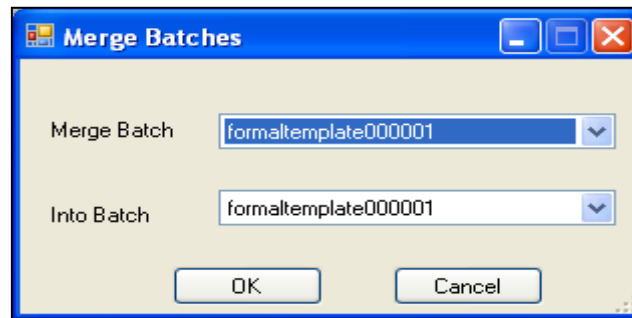 Merge Batches
Merge Batch formaltemplate000001
Into Batch formaltemplate000001
OK Cancel